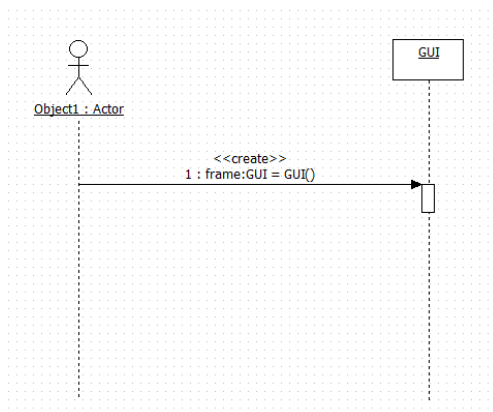 GUI
Object1 : Actor
<<create>>
1 : frame:GUI = GUI()